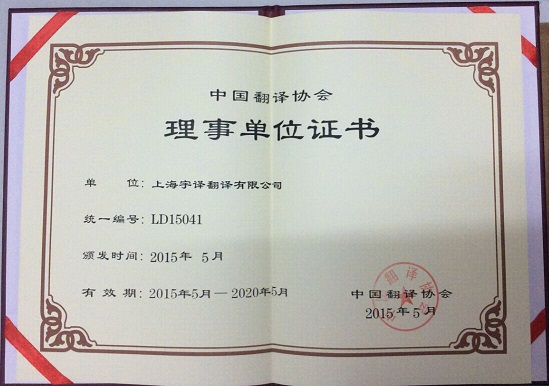 中国翻译协会
理事单位证书
单 位：上海宇译翻译有限公司
统一编号：LD15041
颁发时间：2015年 5月
有 效 期：2015年5月—2020年5月
中国翻译协会
2015年5月